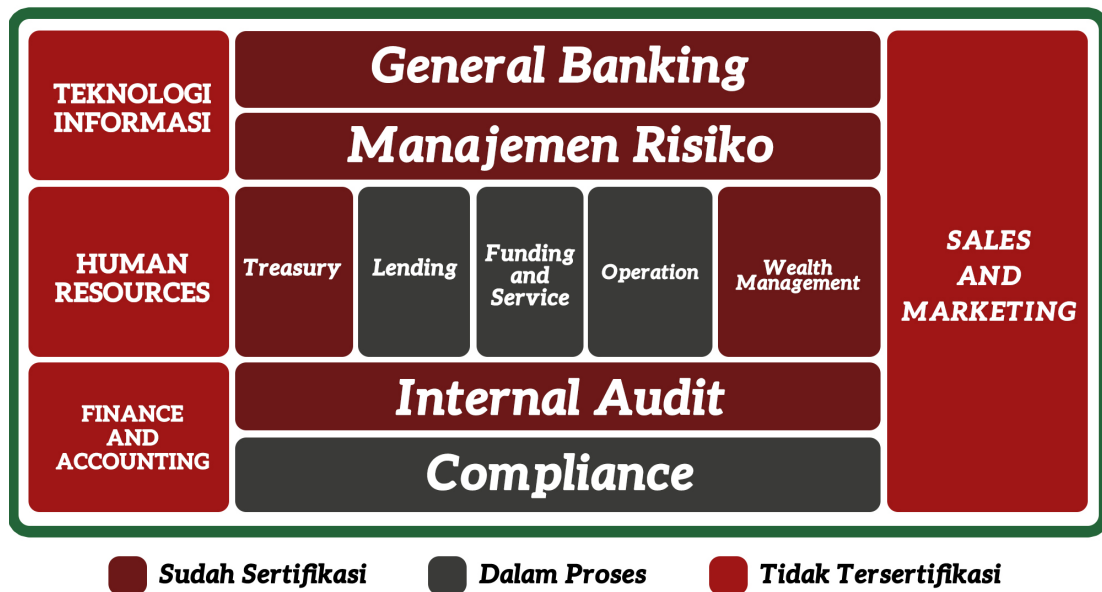 TEKNOLOGI
INFORMASI
General Banking
Manajemen Risiko
HUMAN
RESOURCES
Treasury
Lending
Funding
and
Service
Operation
Wealth
Management
SALES
AND
MARKETING
FINANCE
AND
ACCOUNTING
Internal Audit
Compliance
Sudah Sertifikasi
Dalam Proses
Tidak Tersertifikasi